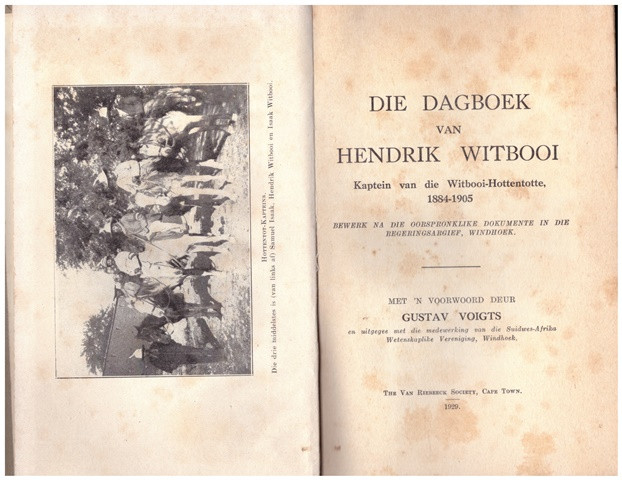 HOTTENTOT-KAPTEINS.
Die drie middelstes is (van links af) Samuel Isaak, Hendrik Witbooi en Isaak Witbooi.
DIE DAGBOEK
VAN
HENDRIK WITBOOI
Kaptein van die Witbooi-Hottentotte,
1884-1905
BEWERK NA DIE OORSPRONKLIKE DOKUMENTE IN DIE
REGERINGSARGIEF, WINDHOEK.
MET 'N VOORWOORD DEUR
GUSTAV VOIGTS
en uitgegee met die medewerking van die Suidwes-Afrika
Wetenskaplike Vereniging, Windhoek.
THE VAN RIEBEECK SOCIETY, CAPE TOWN.
1929.